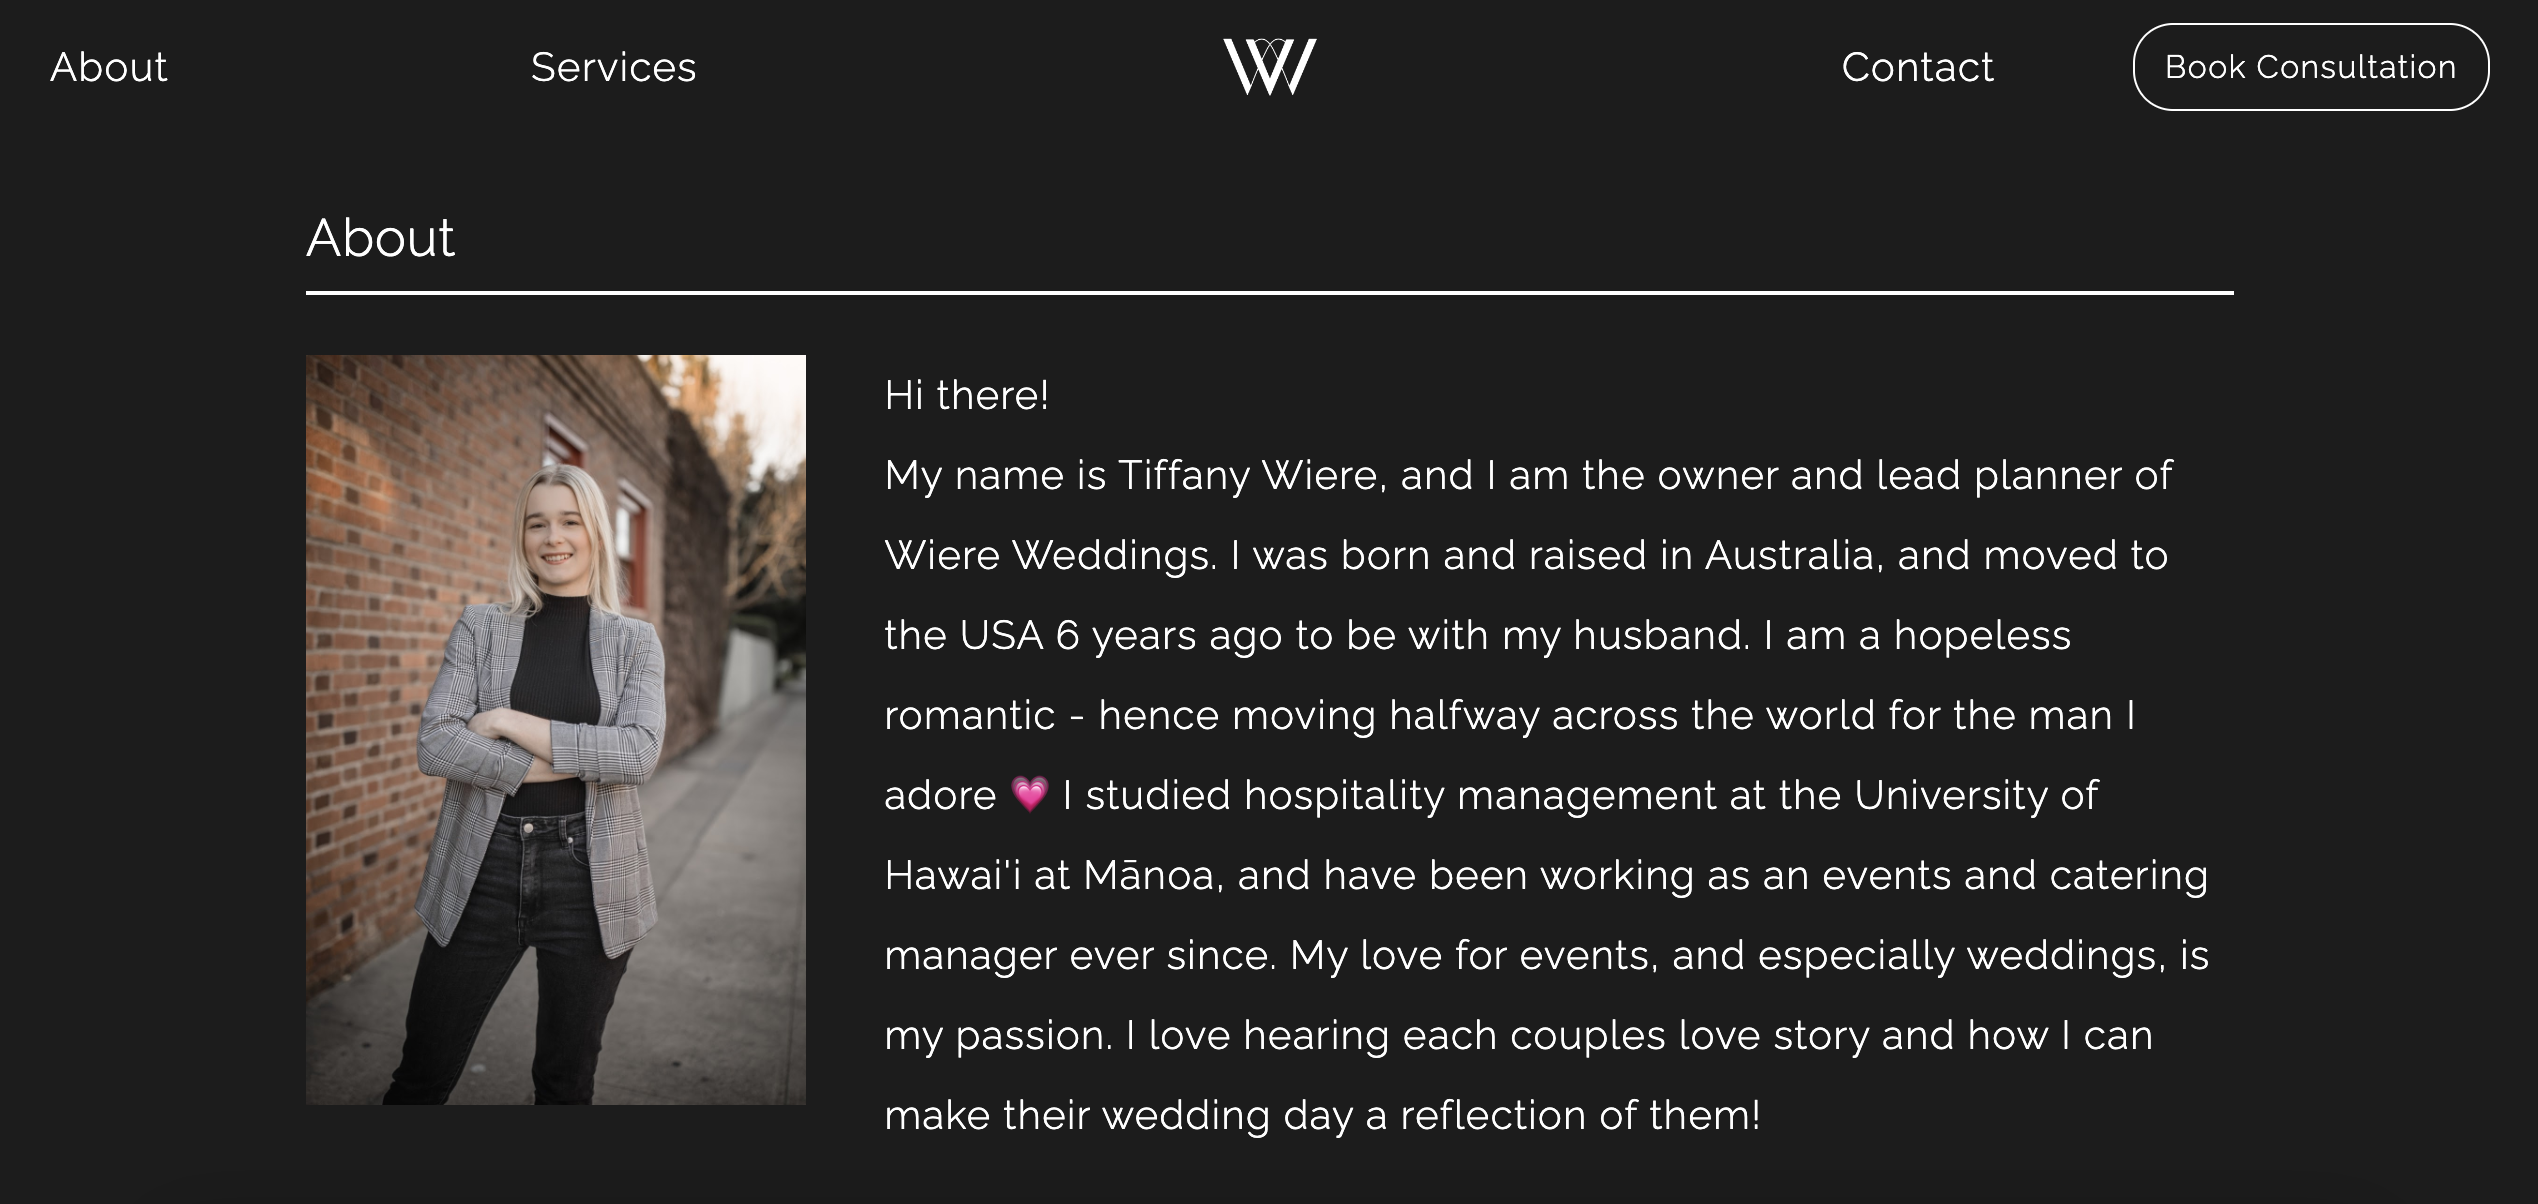 About
Services
W
Contact
Book Consultation
About
Hi there!
My name is Tiffany Wiere, and I am the owner and lead planner of
Wiere Weddings. I was born and raised in Australia, and moved to
the USA 6 years ago to be with my husband. I am a hopeless
romantic - hence moving halfway across the world for the man I
adore 💗 I studied hospitality management at the University of
Hawai'i at Mānoa, and have been working as an events and catering
manager ever since. My love for events, and especially weddings, is
my passion. I love hearing each couples love story and how I can
make their wedding day a reflection of them!